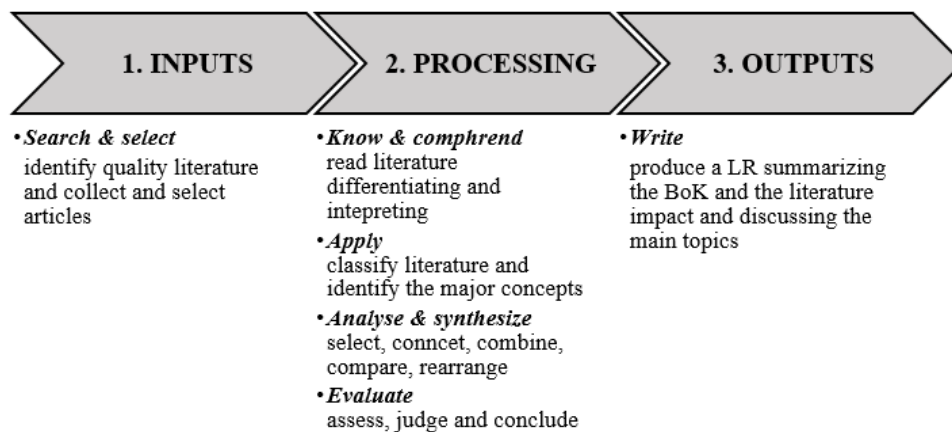 1. INPUTS
2. PROCESSING
3. OUTPUTS
•Search & select
identify quality literature
and collect and select
articles
•Know & comphrend
read literature
differentiating and
intepreting
•Apply
classify literature and
identify the major concepts
•Analyse & synthesize
select, conncet, combine,
compare, rearrange
•Evaluate
assess, judge and conclude
•Write
produce a LR summarizing
the BoK and the literature
impact and discussing the
main topics